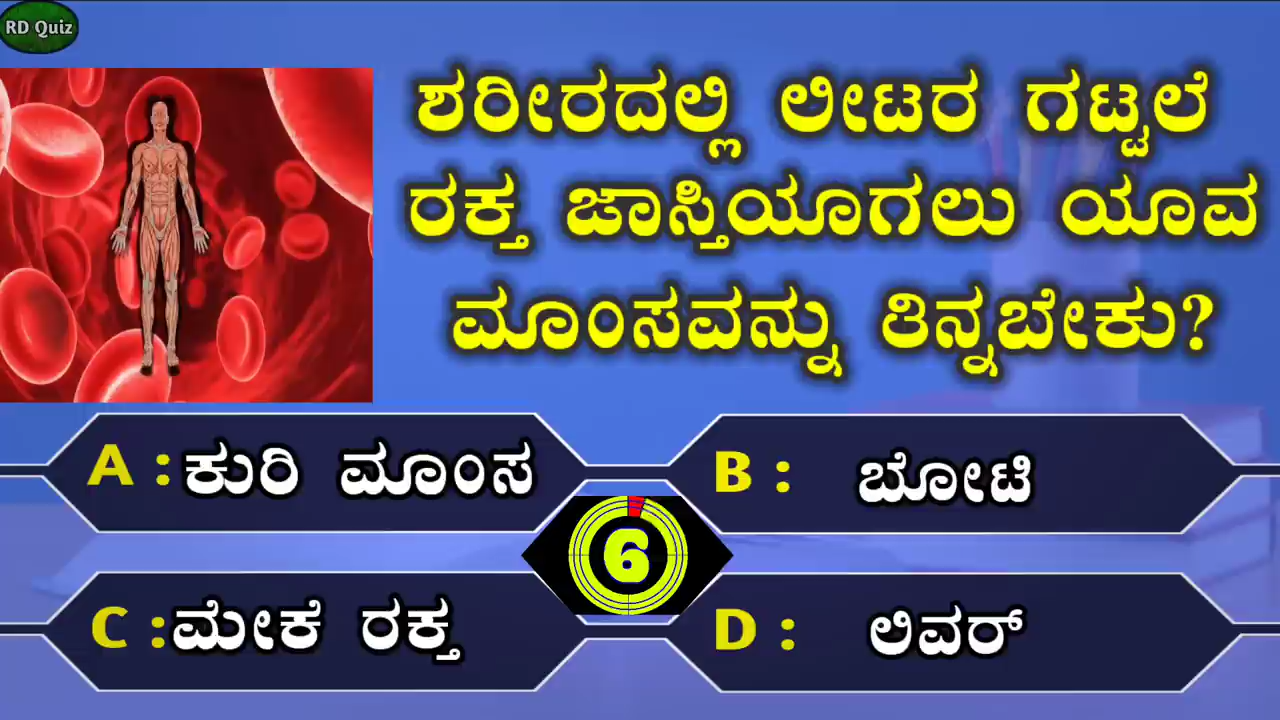 RD Quiz
ಶರೀರದಲ್ಲಿ ಲೀಟರ ಗಟ್ಟಲೆ
ರಕ್ತ ಜಾಸ್ತಿಯಾಗಲು ಯಾವ
ಮಾಂಸವನ್ನು ತಿನ್ನಬೇಕು?
A : ಕುರಿ ಮಾಂಸ
B : ಬೋಟಿ
6
C : ಮೇಕೆ ರಕ್ತ
D : ಲಿವರ್